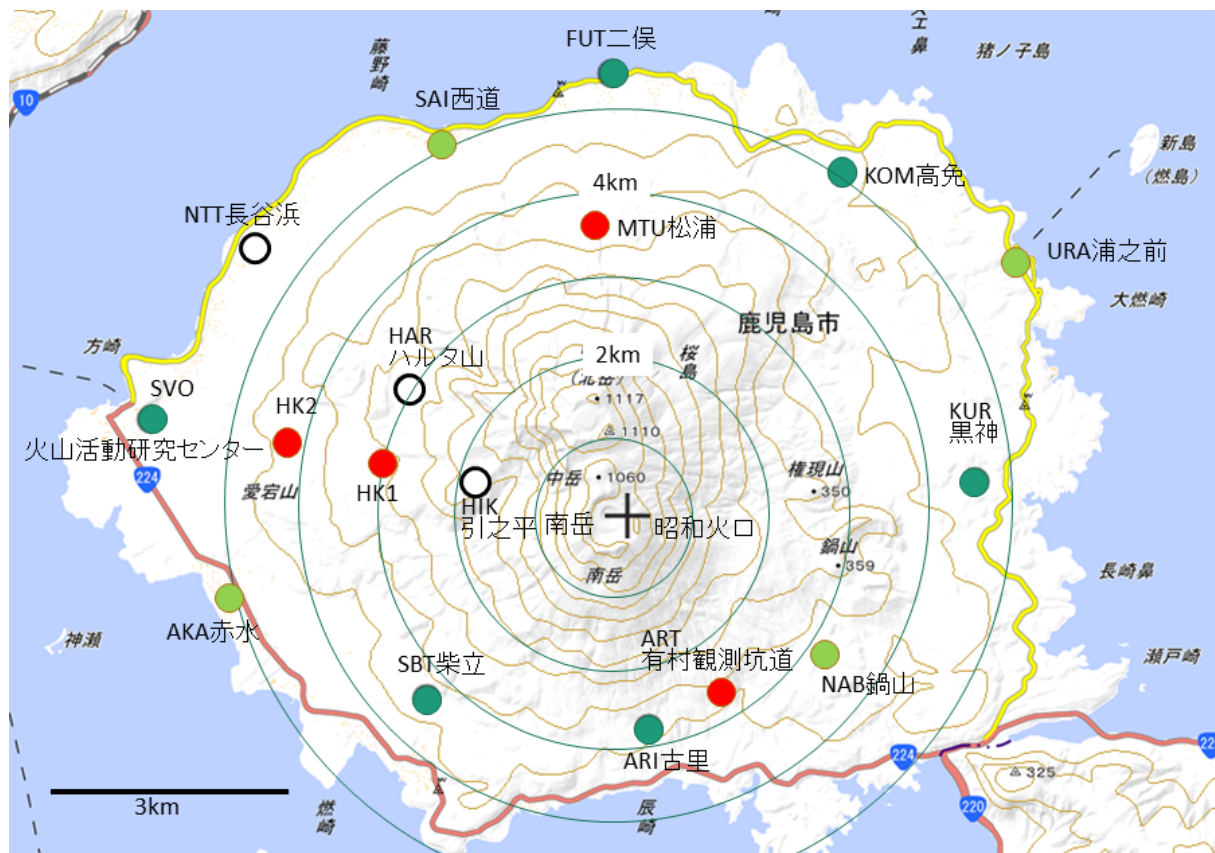 FUT二俣
猪ノ子島
藤野崎
10
SAI西道
新島
(燃島)
KOM高免
4km
NTT長谷浜
MTU松浦
URA浦之前
大燃崎
鹿児島市
HAR
ハルタ山
方崎
2km
桜島
(北岳)
1117
SVO
HK2
KUR
黒神
火山活動研究センター
1110
愛宕山
HK1
中岳
1060
権現山
350
224
HIK
引之平
南岳
昭和火口
鍋山
359
南岳
長崎鼻
神瀬
AKA赤水
ART
有村観測坑道
SBT柴立
NAB鍋山
瀬戸崎
ARI古里
224
220
325
3km
燃崎
辰崎
220